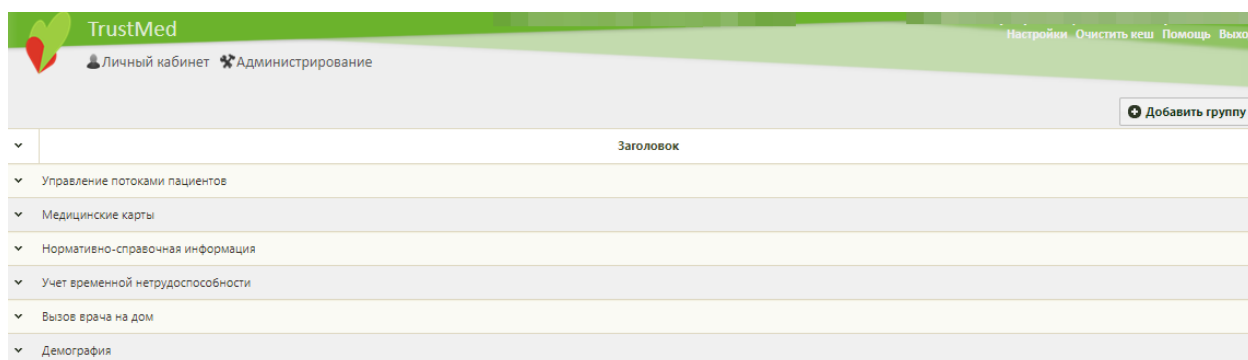 TrustMed
Настройки Очистить кеш Помощь Выхо
Личный кабинет Администрирование
Добавить группу
Заголовок
Управление потоками пациентов
Медицинские карты
Нормативно-справочная информация
Учет временной нетрудоспособности
Вызов врача на дом
Демография